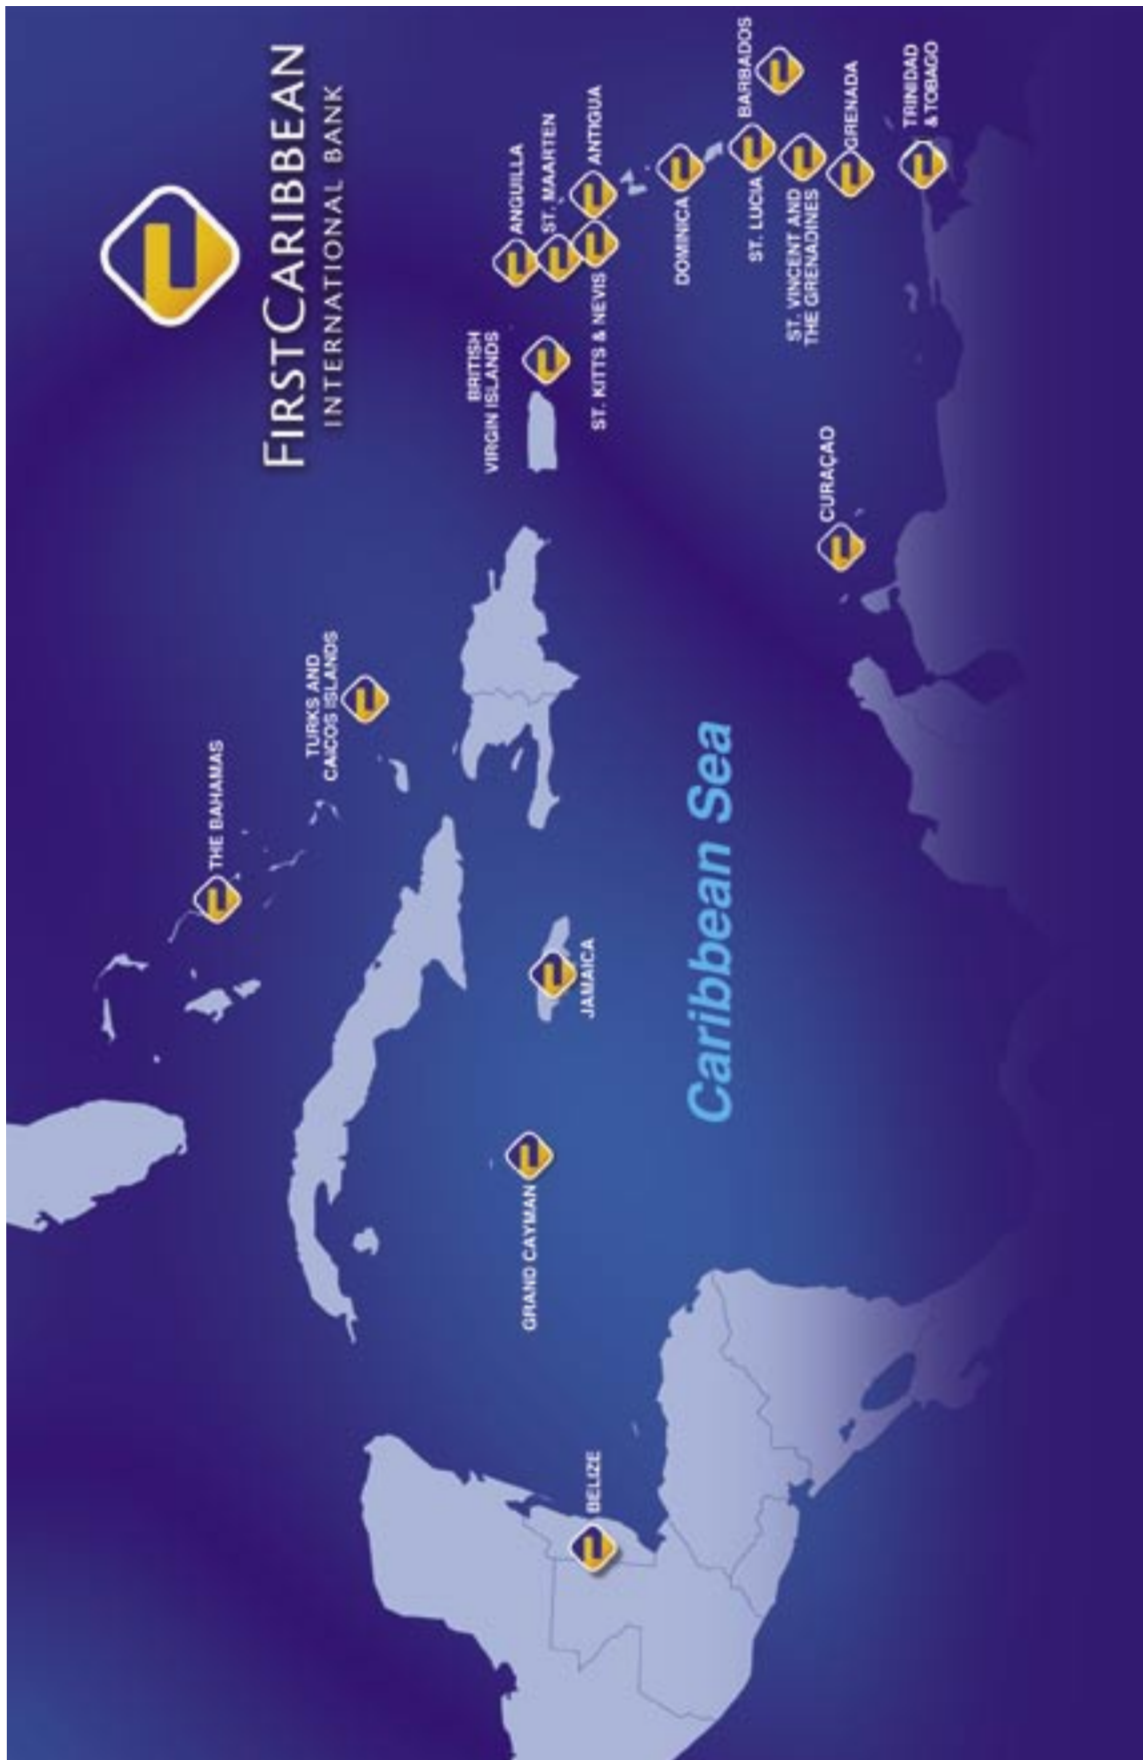 FIRSTCARIBBEAN
INTERNATIONAL BANK
THE BAHAMAS
TURKS AND
CAICOS ISLANDS
BRITISH
VIRGIN ISLANDS
ANGUILLA
ST. MAARTEN
ANTIGUA
ST. KITTS & NEVIS
GRAND CAYMAN
JAMAICA
BELIZE
DOMINICA
Caribbean Sea
ST. LUCIA
BARBADOS
ST. VINCENT AND
THE GRENADINES
GRENADA
CURAÇAO
TRINIDAD
& TOBAGO